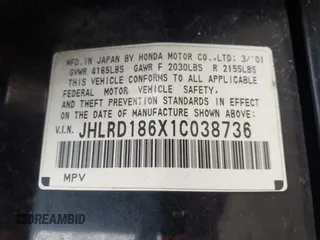 MFD.IN JAPAN BY HONDA MOTOR CO.,LTD: 3/'01
GVWR 4165LBS GAWR F 2030LBS R 2155LBS
THIS VEHICLE CONFORMS TO ALL APPLICABLE
FEDERAL MOTOR VEHICLE SAFETY,
AND THEFT PREVENTION STANDARDS IN EFFECT
ON THE DATE OF MANUFACTURE SHOWN ABOVE:
V.I.N. JHLRD186X1C038736
MPV
DREAMBID